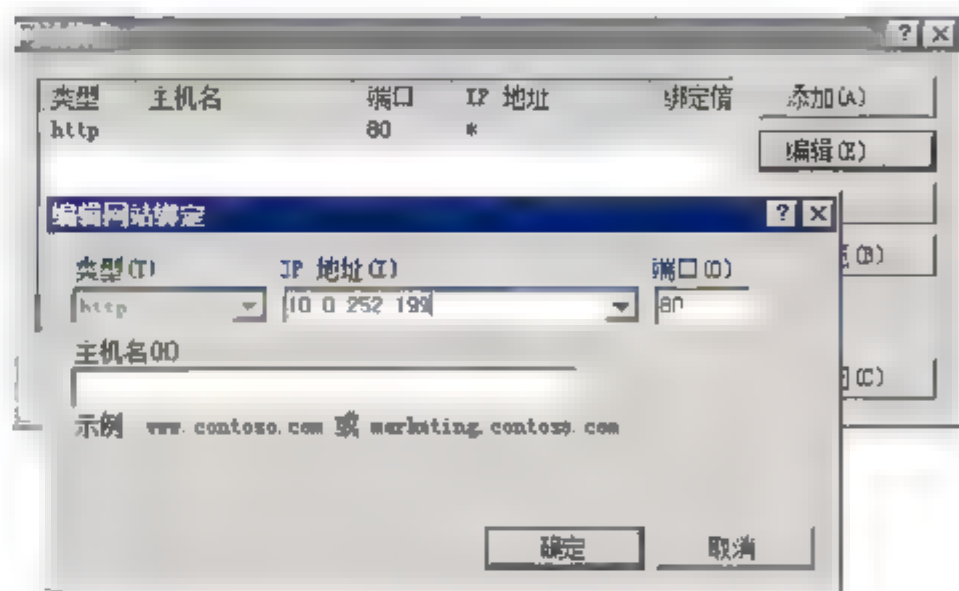 类型 主机名 端口 IP 地址 绑定信
http 80 *
添加(A)
编辑(E)
编辑网站绑定
(B)
类型(T) IP 地址(I) 端口(O)
http 10 0 252 199 80
主机名(H)
(C)
示例 www.contoso.com 或 marketing.contoso.com
确定 取消